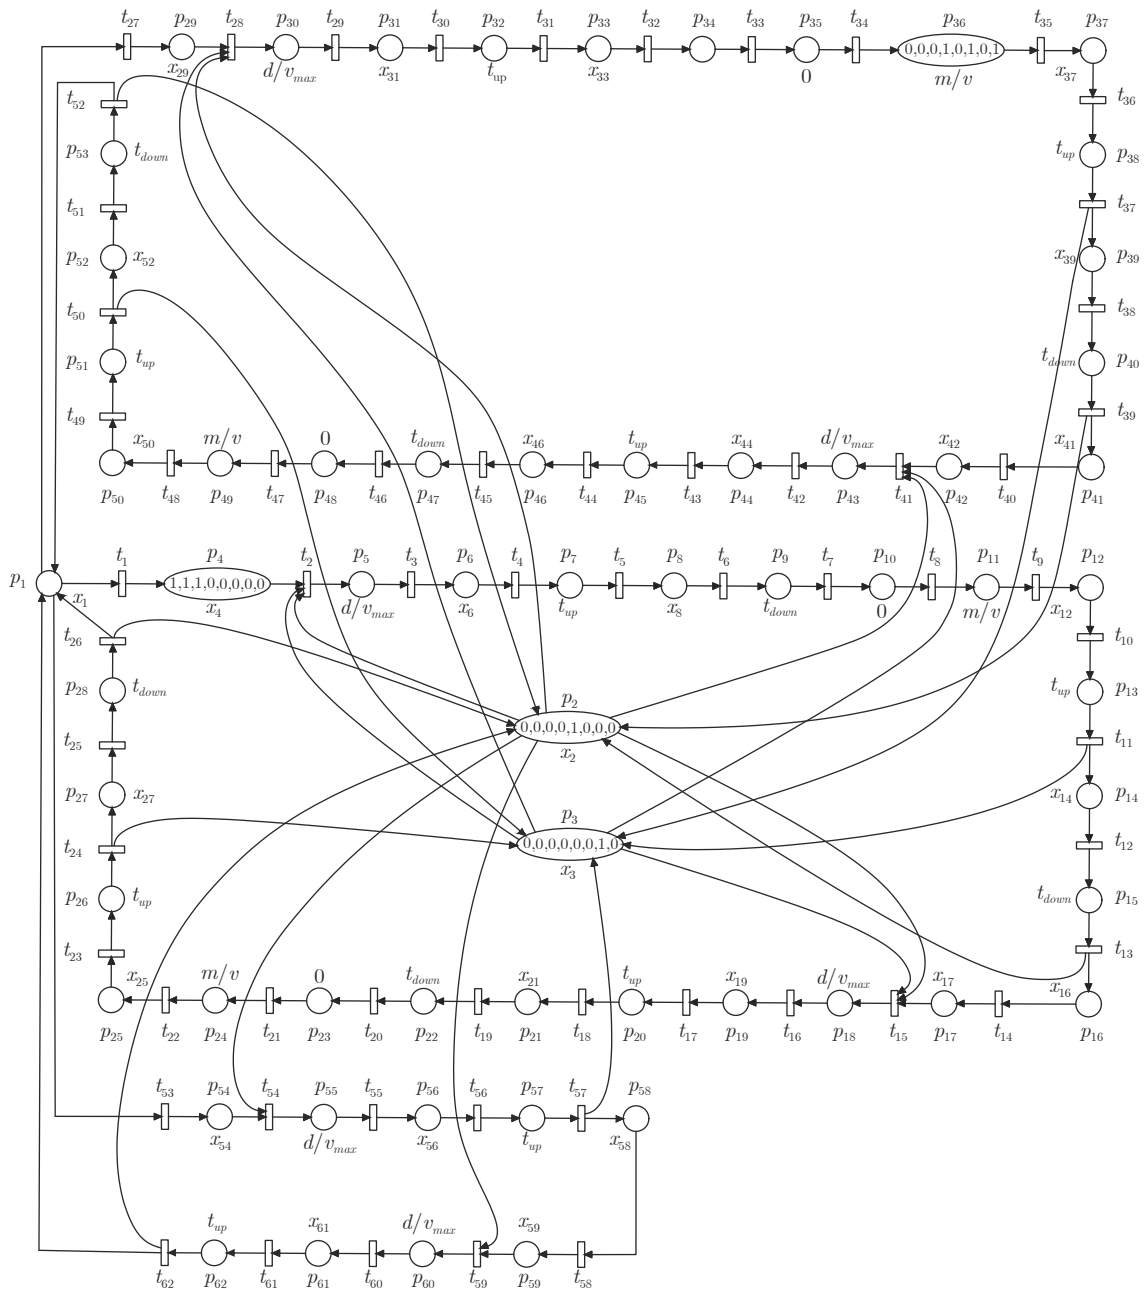 t27 p29 t28 p30 t29 p31 t30 p32 t31 p33 t32 p34 t33 p35 t34 p36 t35 p37
0,0,0,1,0,1,0,1
x29 d/vmax x31 tup x33 0 m/v x37
t52 t36
p53 tdown tup p38
t51 t37
p52 x52 x39 p39
t50 t38
p51 tup tdown p40
t49 t39
x50 m/v 0 tdown x46 tup x44 d/vmax x42 x41
p50 t48 p49 t47 p48 t46 p47 t45 p46 t44 p45 t43 p44 t42 p43 t41 p42 t40 p41
t1 p4 t2 p5 t3 p6 t4 p7 t5 p8 t6 p9 t7 p10 t8 p11 t9 p12
p1 1,1,1,0,0,0,0,0
x1 x4 d/vmax x6 tup x8 tdown 0 m/v x12
t26 t10
p28 tdown p2 tup p13
0,0,0,0,1,0,0,0
t25 x2 t11
p27 x27 x14 p14
p3
t24 0,0,0,0,0,0,1,0 t12
x3
p26 tup tdown p15
t23 t13
x25 m/v 0 tdown x21 tup x19 d/vmax x17 x16
p25 t22 p24 t21 p23 t20 p22 t19 p21 t18 p20 t17 p19 t16 p18 t15 p17 t14 p16
t53 p54 t54 p55 t55 p56 t56 p57 t57 p58
x54 d/vmax x56 tup x58
tup x61 d/vmax x59
t62 p62 t61 p61 t60 p60 t59 p59 t58